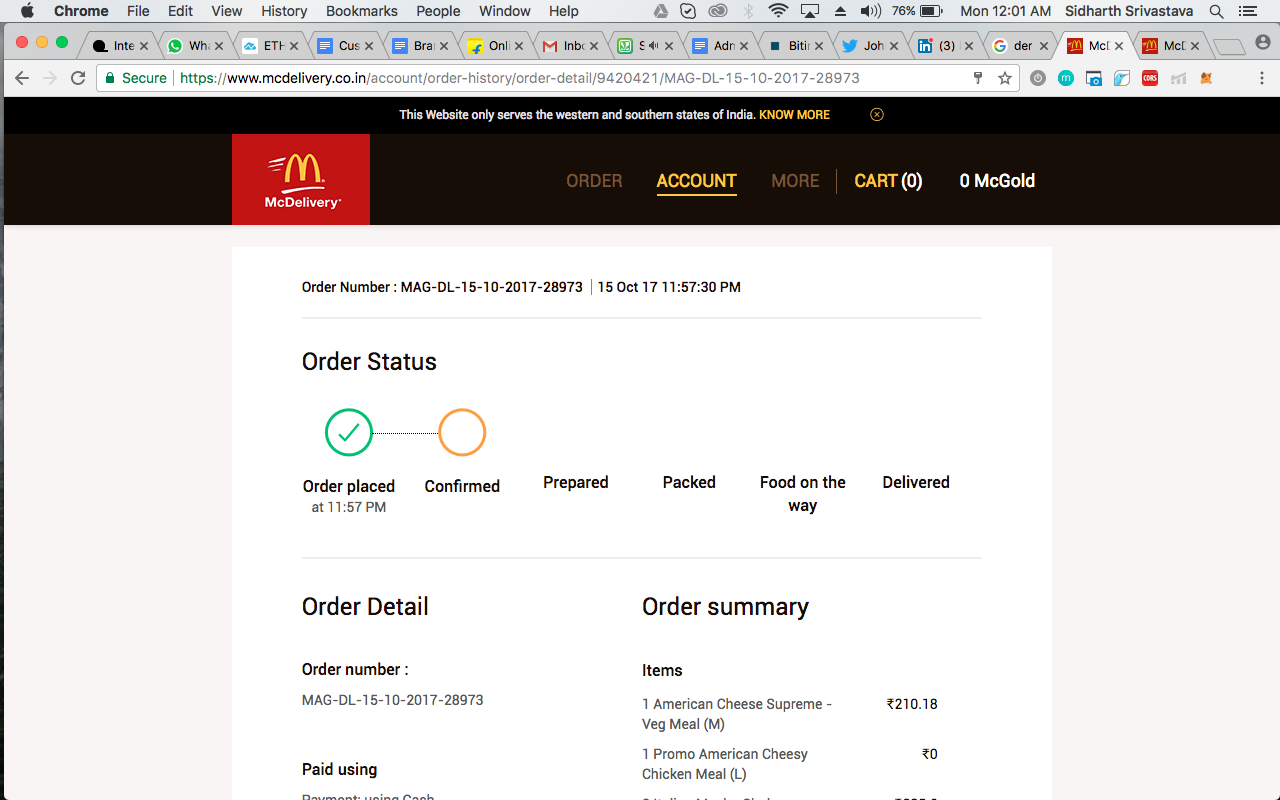 Chrome File Edit View History Bookmarks People Window Help 76% Mon 12:01 AM Sidharth Srivastava
Inte Wha ETH Cus Bra Onli Inbo S Adn Bitin Joh (3) der McD McD
Secure https://www.mcdelivery.co.in/account/order-history/order-detail/9420421/MAG-DL-15-10-2017-28973 CORS
This Website only serves the western and southern states of India. KNOW MORE
McDelivery
ORDER ACCOUNT MORE CART (0) 0 McGold
Order Number : MAG-DL-15-10-2017-28973 15 Oct 17 11:57:30 PM
Order Status
Order placed Confirmed Prepared Packed Food on the Delivered
at 11:57 PM way
Order Detail Order summary
Order number : Items
MAG-DL-15-10-2017-28973 1 American Cheese Supreme - ₹210.18
Veg Meal (M)
1 Promo American Cheesy ₹0
Chicken Meal (L)
Paid using
Payment: using Cash